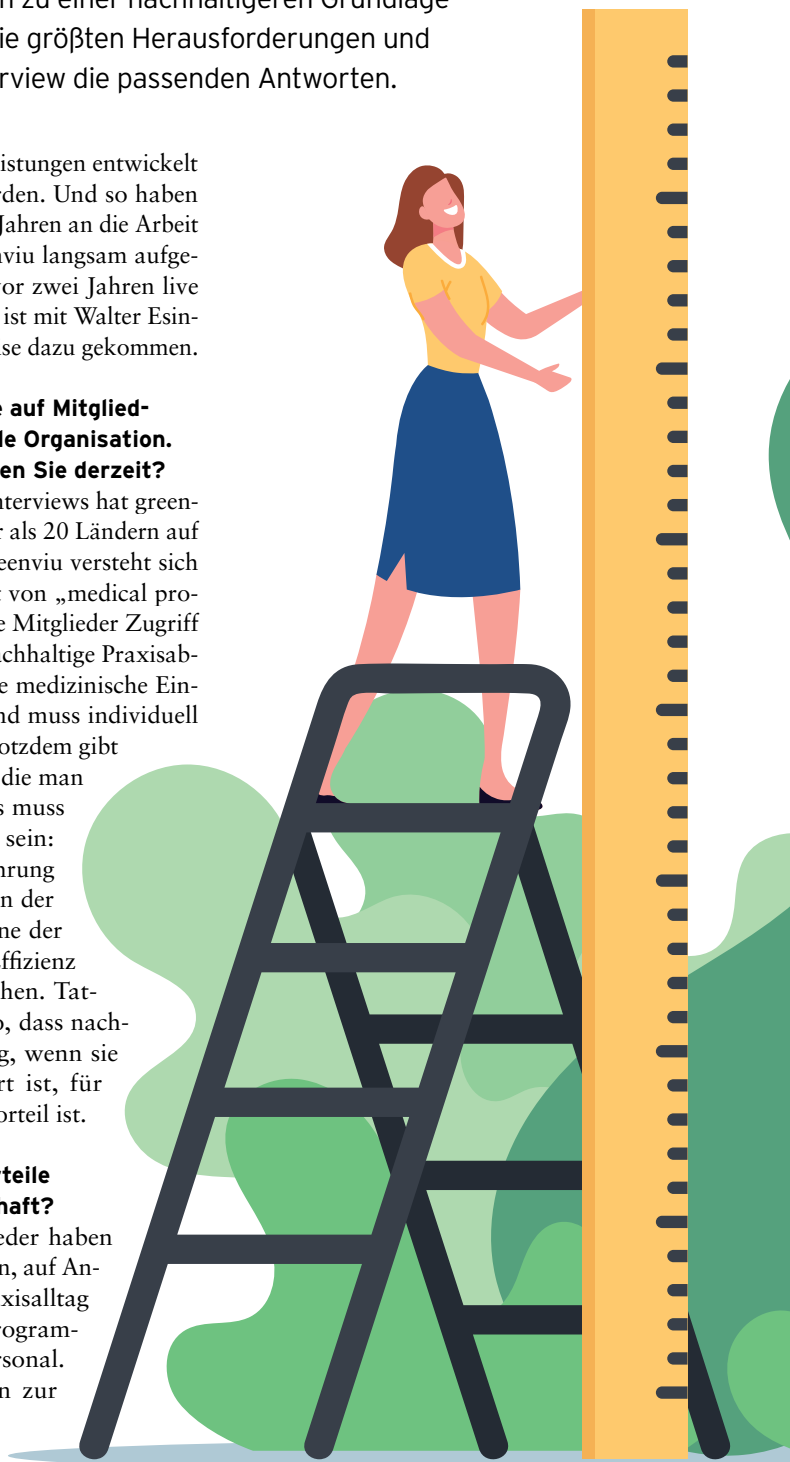 n zu einer nachhaltigeren Grundlage
ie größten Herausforderungen und
rview die passenden Antworten.
istungen entwickelt
rden. Und so haben
Jahren an die Arbeit
nviu langsam aufge-
vor zwei Jahren live
ist mit Walter Esin-
ise dazu gekommen.
e auf Mitglied-
le Organisation.
en Sie derzeit?
nterviews hat green-
r als 20 Ländern auf
eenviu versteht sich
t von „medical pro-
e Mitglieder Zugriff
achhaltige Praxisab-
e medizinische Ein-
nd muss individuell
otzdem gibt
die man
s muss
sein:
hrung
n der
ne der
ffizienz
hen. Tat-
o, dass nach-
g, wenn sie
rt ist, für
orteil ist.
rteile
haft?
eder haben
n, auf An-
xisalltag
rogram-
rsonal.
n zur